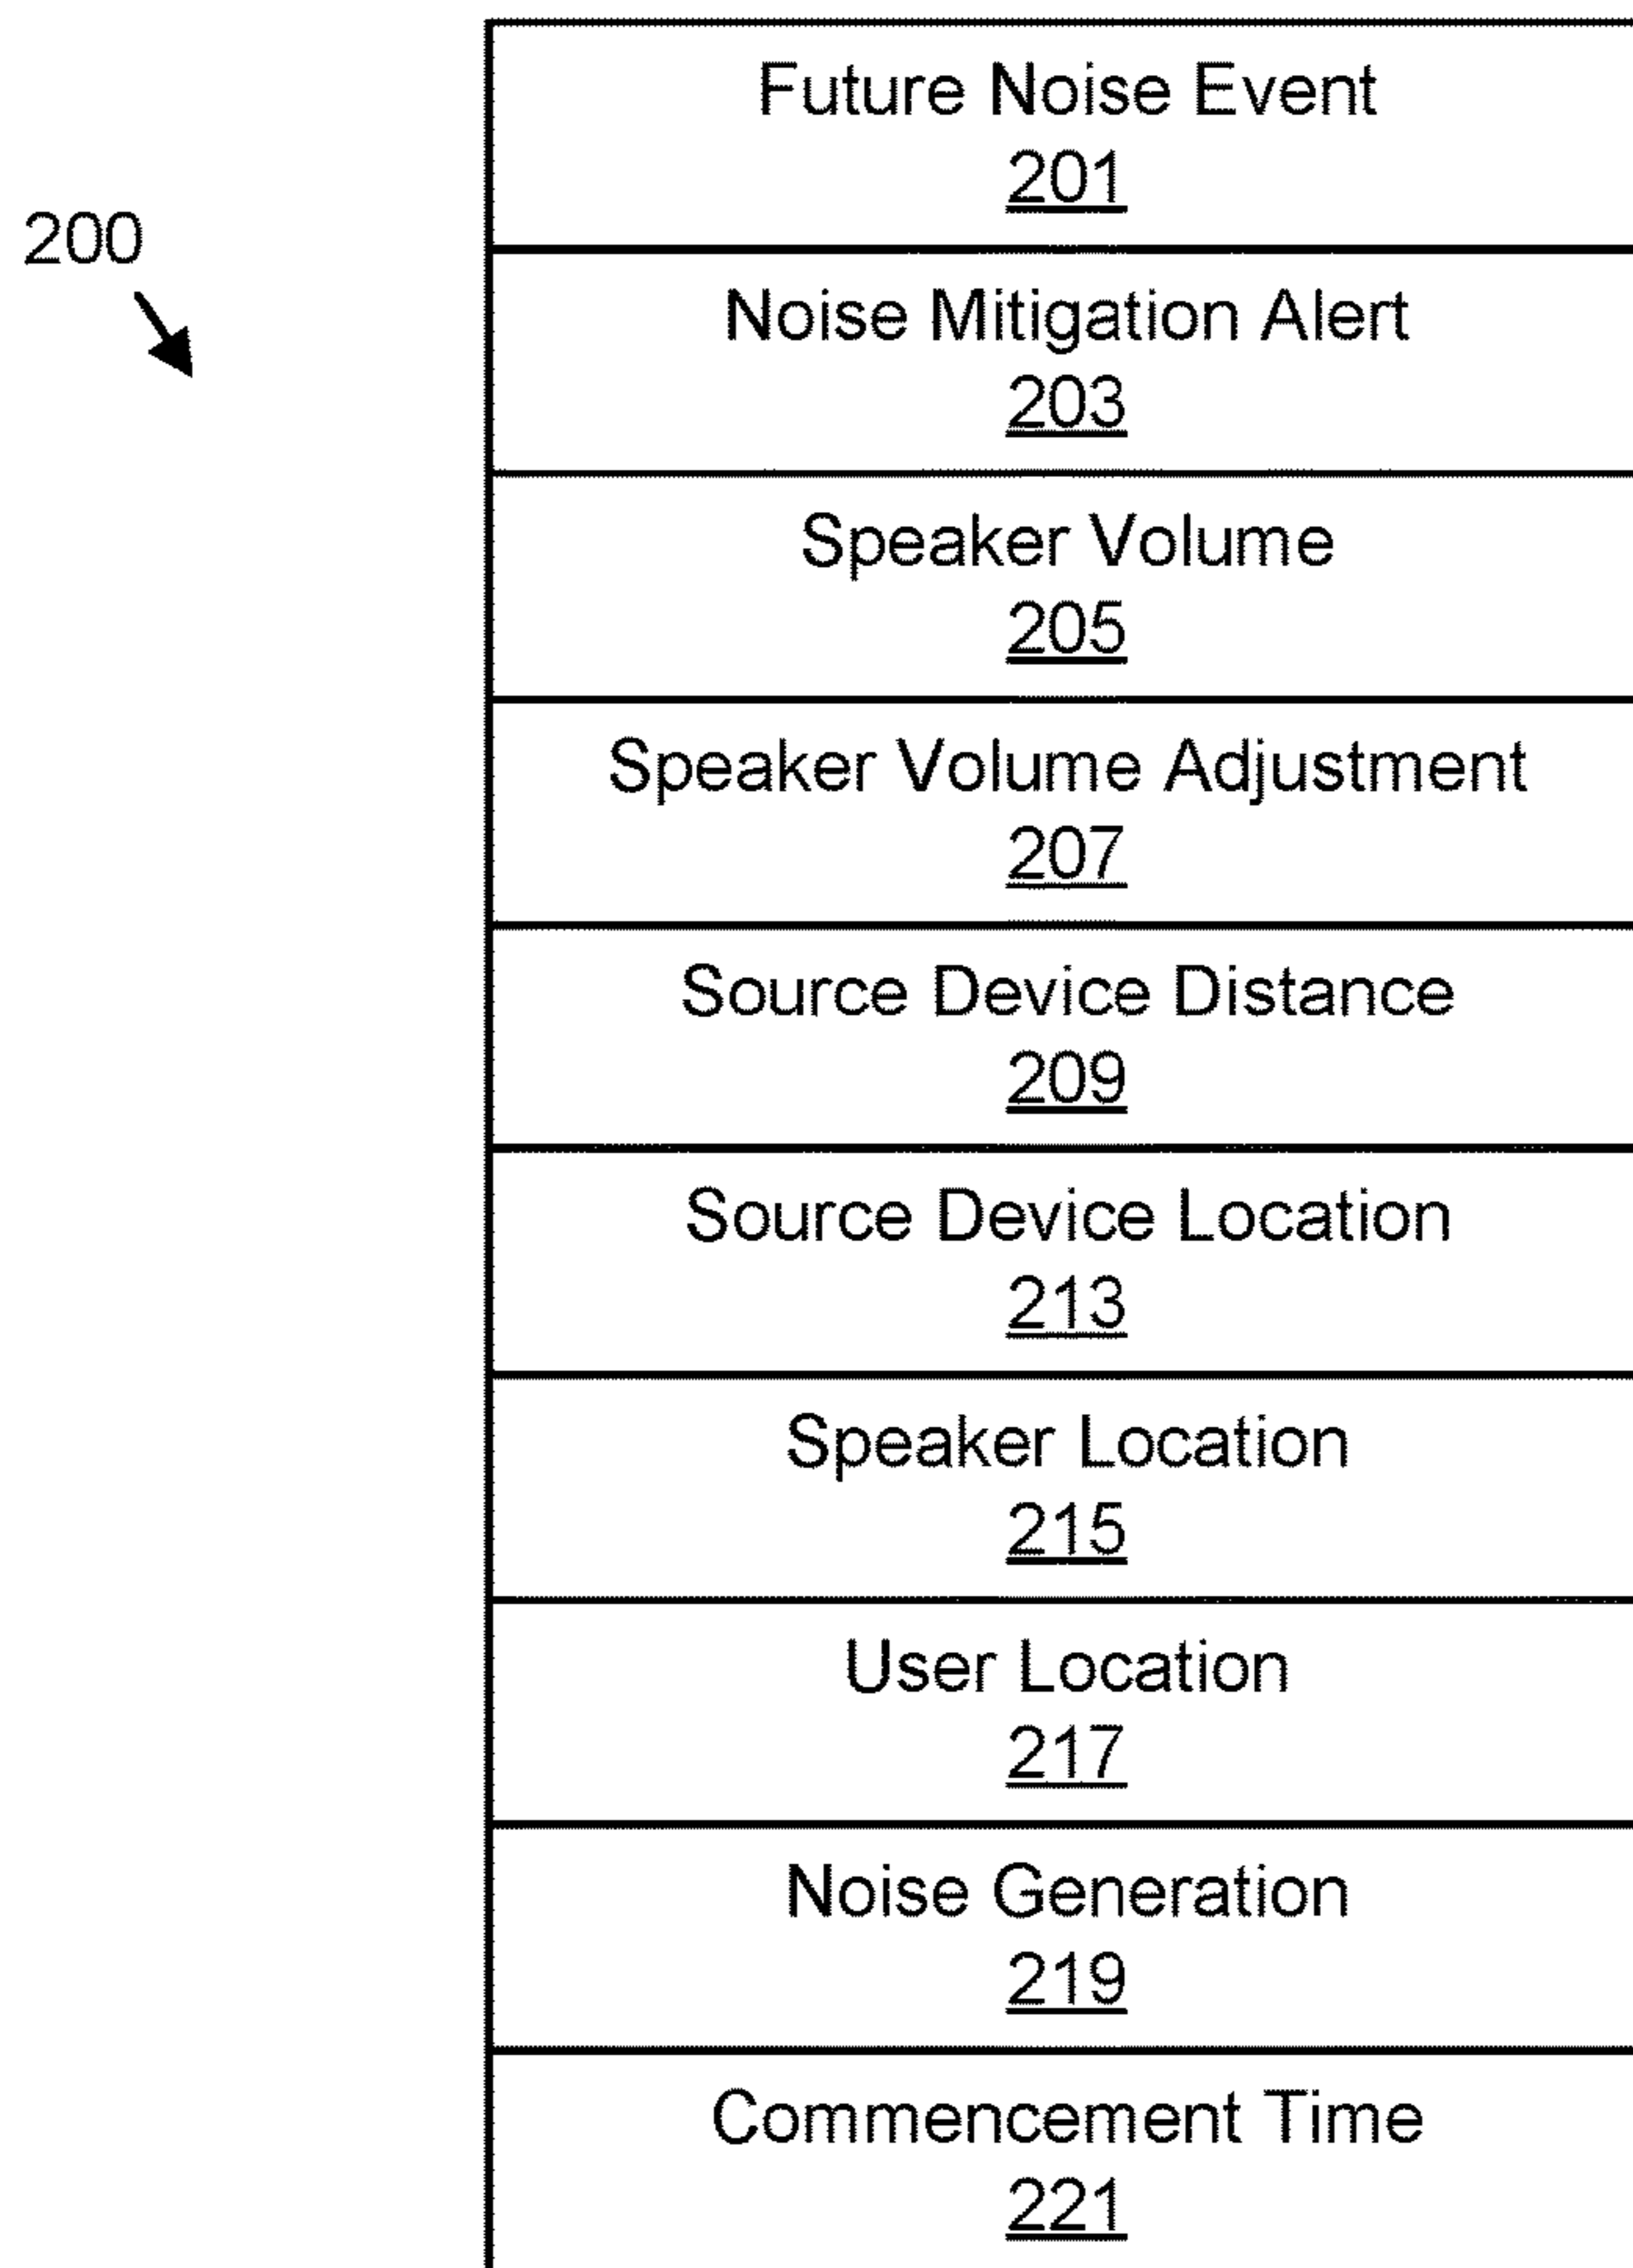 200
Future Noise Event
201
Noise Mitigation Alert
203
Speaker Volume
205
Speaker Volume Adjustment
207
Source Device Distance
209
Source Device Location
213
Speaker Location
215
User Location
217
Noise Generation
219
Commencement Time
221